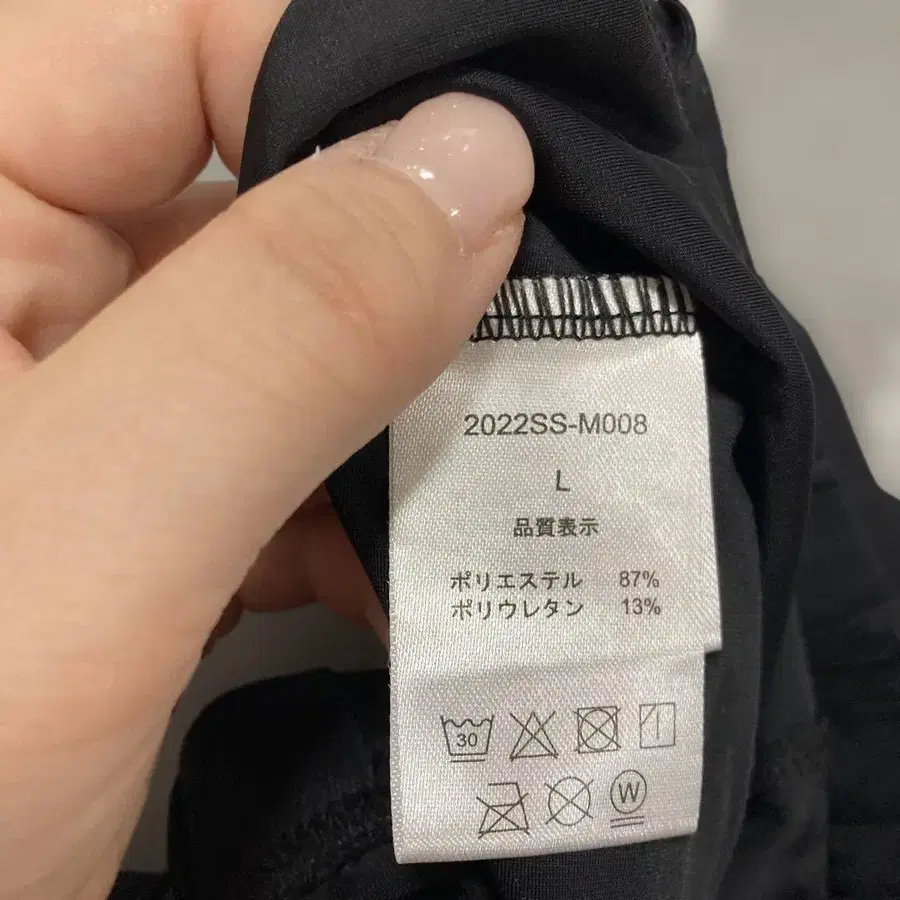 2022SS-M008
L
品質表示
ポリエステル 87%
ポリウレタン 13%
30
W